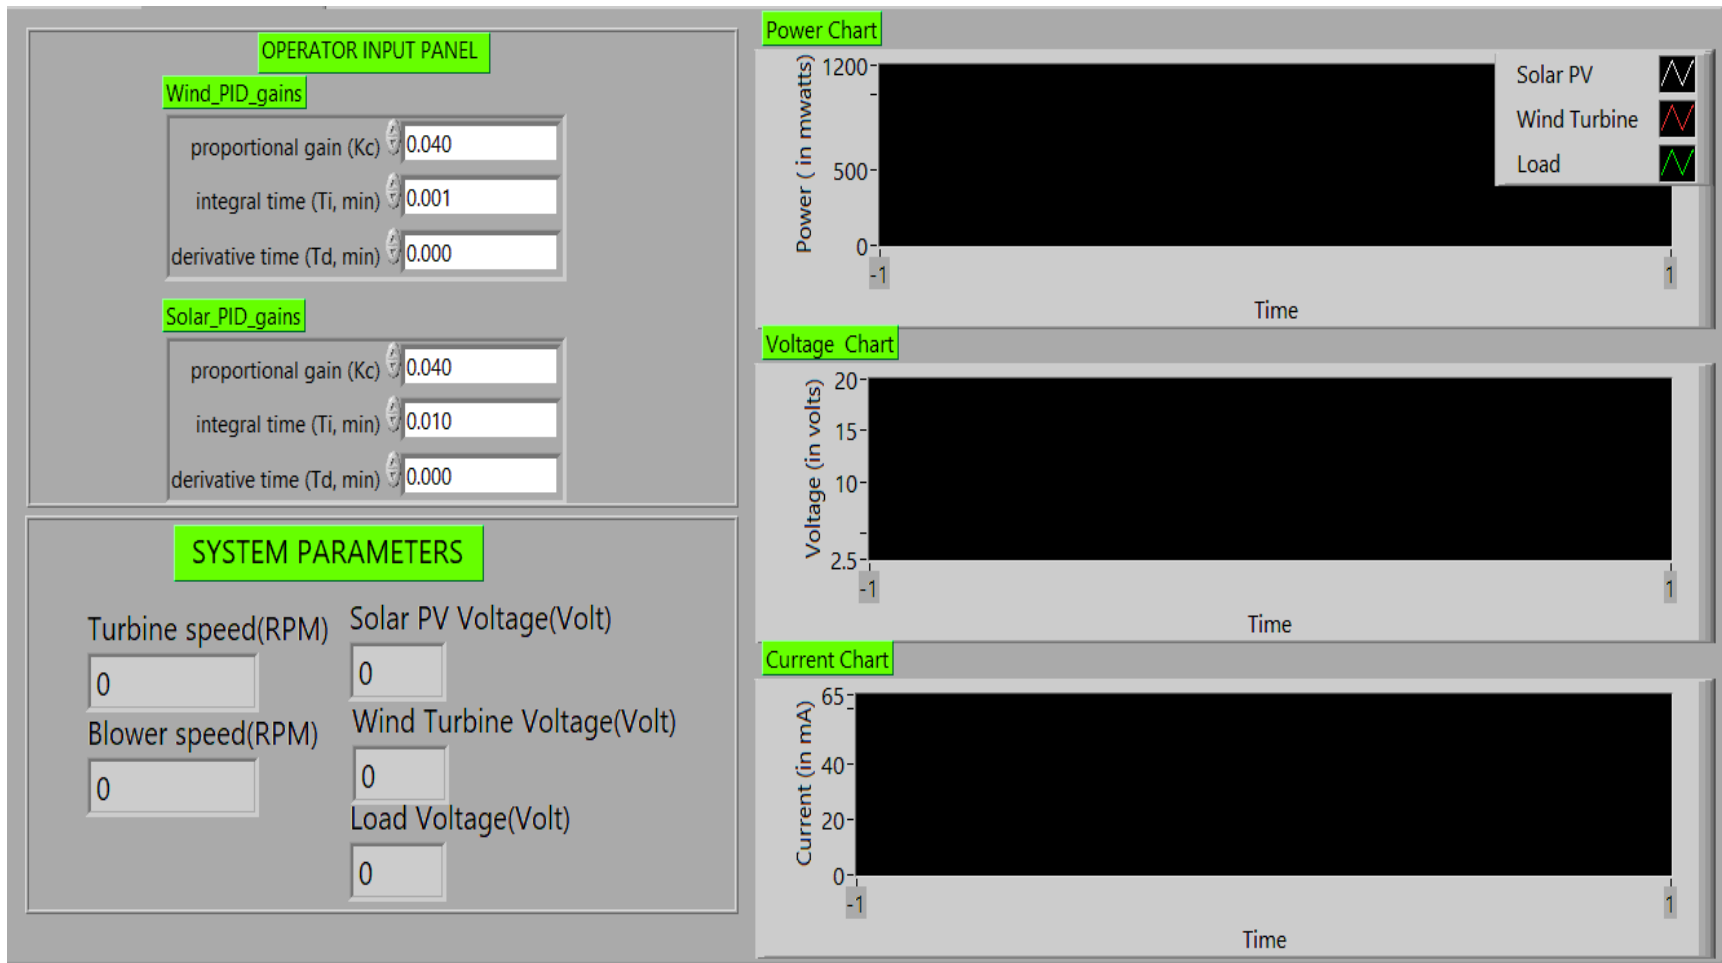 OPERATOR INPUT PANEL
Wind_PID_gains
proportional gain (Kc) 0.040
integral time (Ti, min) 0.001
derivative time (Td, min) 0.000
Solar_PID_gains
proportional gain (Kc) 0.040
integral time (Ti, min) 0.010
derivative time (Td, min) 0.000
SYSTEM PARAMETERS
Turbine speed(RPM)
0
Blower speed(RPM)
0
Solar PV Voltage(Volt)
0
Wind Turbine Voltage(Volt)
0
Load Voltage(Volt)
0
Power Chart
Power ( in mwatts)
1200
500
0
-1 1
Time
Solar PV
Wind Turbine
Load
Voltage  Chart
Voltage (in volts)
20
15
10
2.5
-1 1
Time
Current Chart
Current (in mA)
65
40
20
0
-1 1
Time